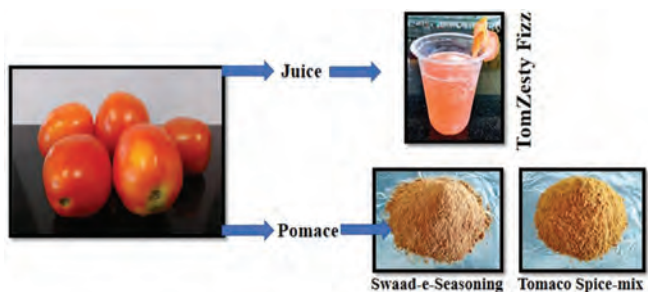 Juice
TomZesty Fizz
Pomace
Swaad-e-Seasoning
Tomaco Spice-mix